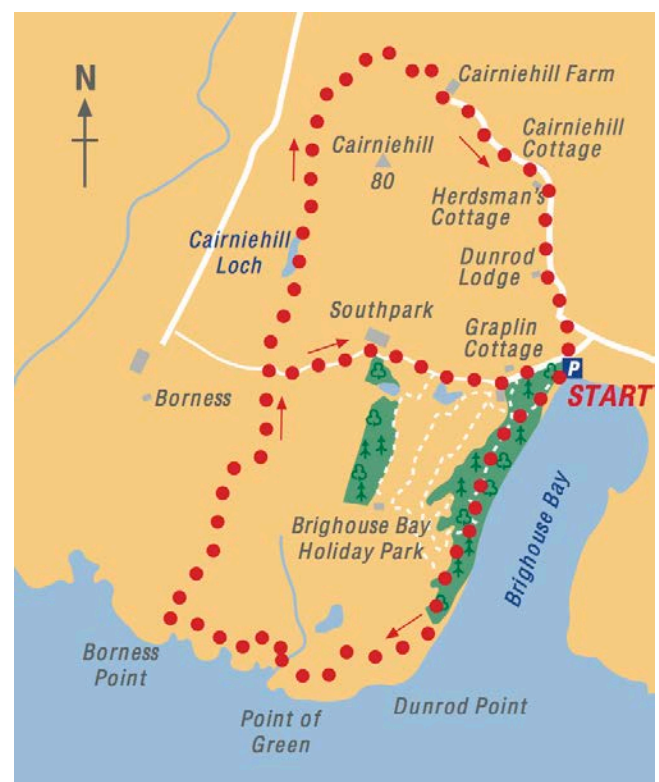 N
Cairniehill Farm
Cairniehill
Cottage
Cairniehill
80
Herdsman's
Cottage
Cairniehill
Loch
Dunrod
Lodge
Southpark
Graplin
Cottage
P
START
Borness
Brighouse Bay
Holiday Park
Brighouse Bay
Borness
Point
Dunrod Point
Point of
Green